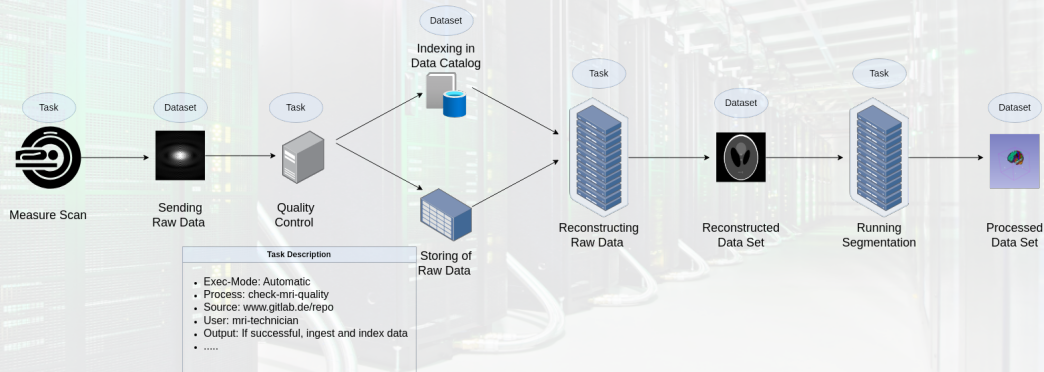 Task
Measure Scan
Dataset
Sending
Raw Data
Task
Quality
Control
Dataset
Indexing in
Data Catalog
Storing of
Raw Data
Task
Reconstructing
Raw Data
Dataset
Reconstructed
Data Set
Task
Running
Segmentation
Dataset
Processed
Data Set
Task Description
• Exec-Mode: Automatic
• Process: check-mri-quality
• Source: www.gitlab.de/repo
• User: mri-technician
• Output: If successful, ingest and index data
• .....